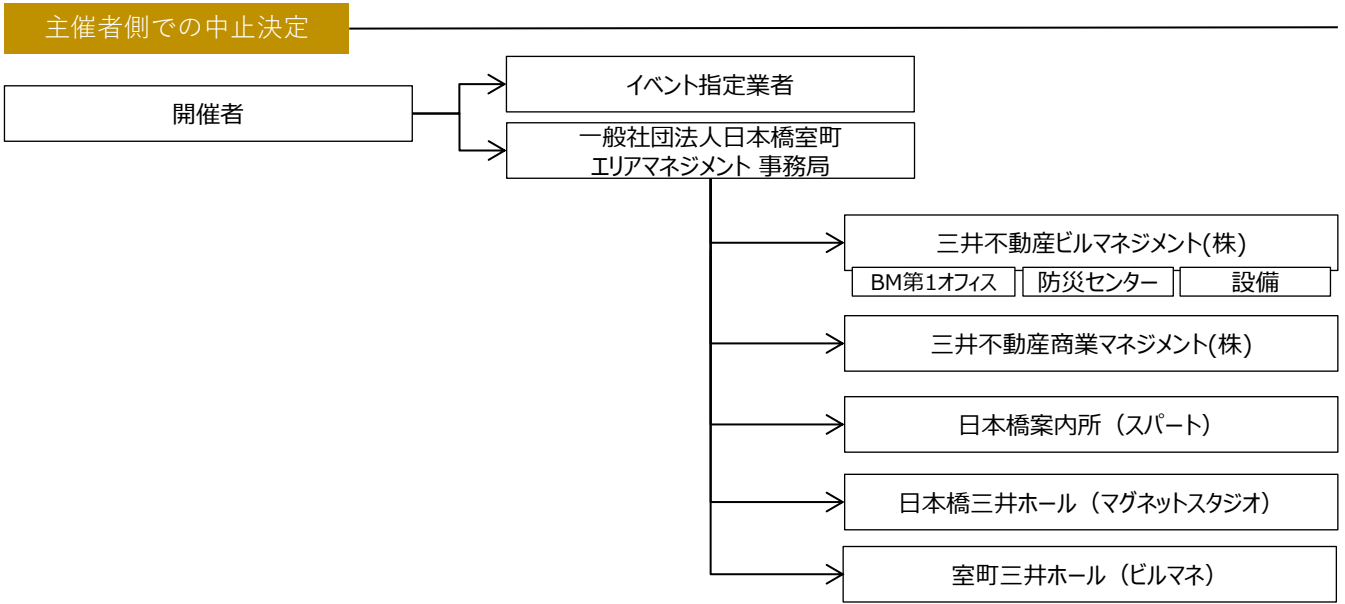 主催者側での中止決定
開催者
イベント指定業者
一般社団法人日本橋室町
エリアマネジメント 事務局
三井不動産ビルマネジメント(株)
BM第1オフィス 防災センター 設備
三井不動産商業マネジメント(株)
日本橋案内所（スパート）
日本橋三井ホール（マグネットスタジオ）
室町三井ホール（ビルマネ）